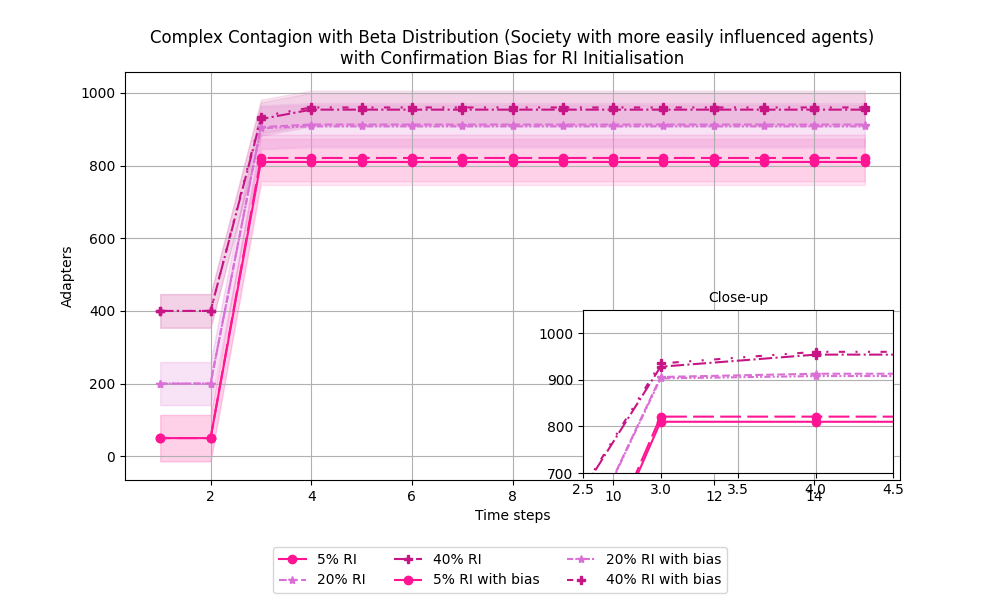 Complex Contagion with Beta Distribution (Society with more easily influenced agents)
with Confirmation Bias for RI Initialisation
1000
800
600
400
200
0
Adapters
Close-up
1000
900
800
700
2.5 3.0 3.5 4.0 4.5
2 4 6 8 10 12 14
Time steps
5% RI 40% RI 20% RI with bias
20% RI 5% RI with bias 40% RI with bias